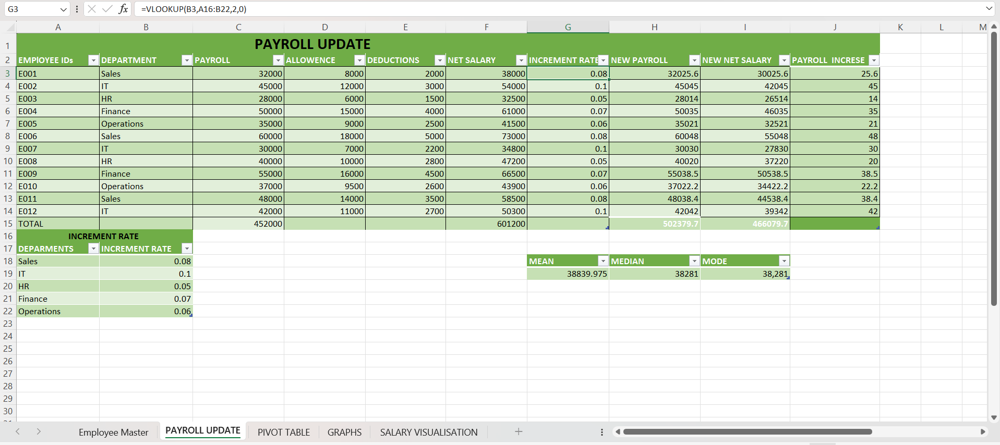 G3 fx =VLOOKUP(B3,A16:B22,2,0)
A B C D E F G H I J K L M
1 PAYROLL UPDATE
2 EMPlOYEE IDs DEPARTMENT PAYROLL ALLOWENCE DEDUCTIONS NET SALARY INCREMENT RATE NEW PAYROLL NEW NET SALARY PAYROLL INCRESE
3 E001 Sales 32000 8000 2000 38000 0.08 32025.6 30025.6 25.6
4 E002 IT 45000 12000 3000 54000 0.1 45045 42045 45
5 E003 HR 28000 6000 1500 32500 0.05 28014 26514 14
6 E004 Finance 50000 15000 4000 61000 0.07 50035 46035 35
7 E005 Operations 35000 9000 2500 41500 0.06 35021 32521 21
8 E006 Sales 60000 18000 5000 73000 0.08 60048 55048 48
9 E007 IT 30000 7000 2200 34800 0.1 30030 27830 30
10 E008 HR 40000 10000 2800 47200 0.05 40020 37220 20
11 E009 Finance 55000 16000 4500 66500 0.07 55038.5 50538.5 38.5
12 E010 Operations 37000 9500 2600 43900 0.06 37022.2 34422.2 22.2
13 E011 Sales 48000 14000 3500 58500 0.08 48038.4 44538.4 38.4
14 E012 IT 42000 11000 2700 50300 0.1 42042 39342 42
15 TOTAL 452000 601200 502379.7 466079.7
16 INCREMENT RATE
17 DEPARMENTS INCREMENT RATE
18 Sales 0.08 MEAN MEDIAN MODE
19 IT 0.1 38839.975 38281 38,281
20 HR 0.05
21 Finance 0.07
22 Operations 0.06
23
24
25
26
27
28
29
30
Employee Master PAYROLL UPDATE PIVOT TABLE GRAPHS SALARY VISUALISATION